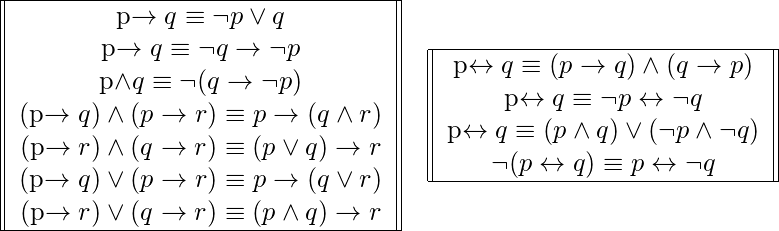 p→ q ≡ ¬p ∨ q
p→ q ≡ ¬q → ¬p
p∧q ≡ ¬(q → ¬p)
(p→ q) ∧ (p → r) ≡ p → (q ∧ r)
(p→ r) ∧ (q → r) ≡ (p ∨ q) → r
(p→ q) ∨ (p → r) ≡ p → (q ∨ r)
(p→ r) ∨ (q → r) ≡ (p ∧ q) → r
p↔ q ≡ (p → q) ∧ (q → p)
p↔ q ≡ ¬p ↔ ¬q
p↔ q ≡ (p ∧ q) ∨ (¬p ∧ ¬q)
¬(p ↔ q) ≡ p ↔ ¬q